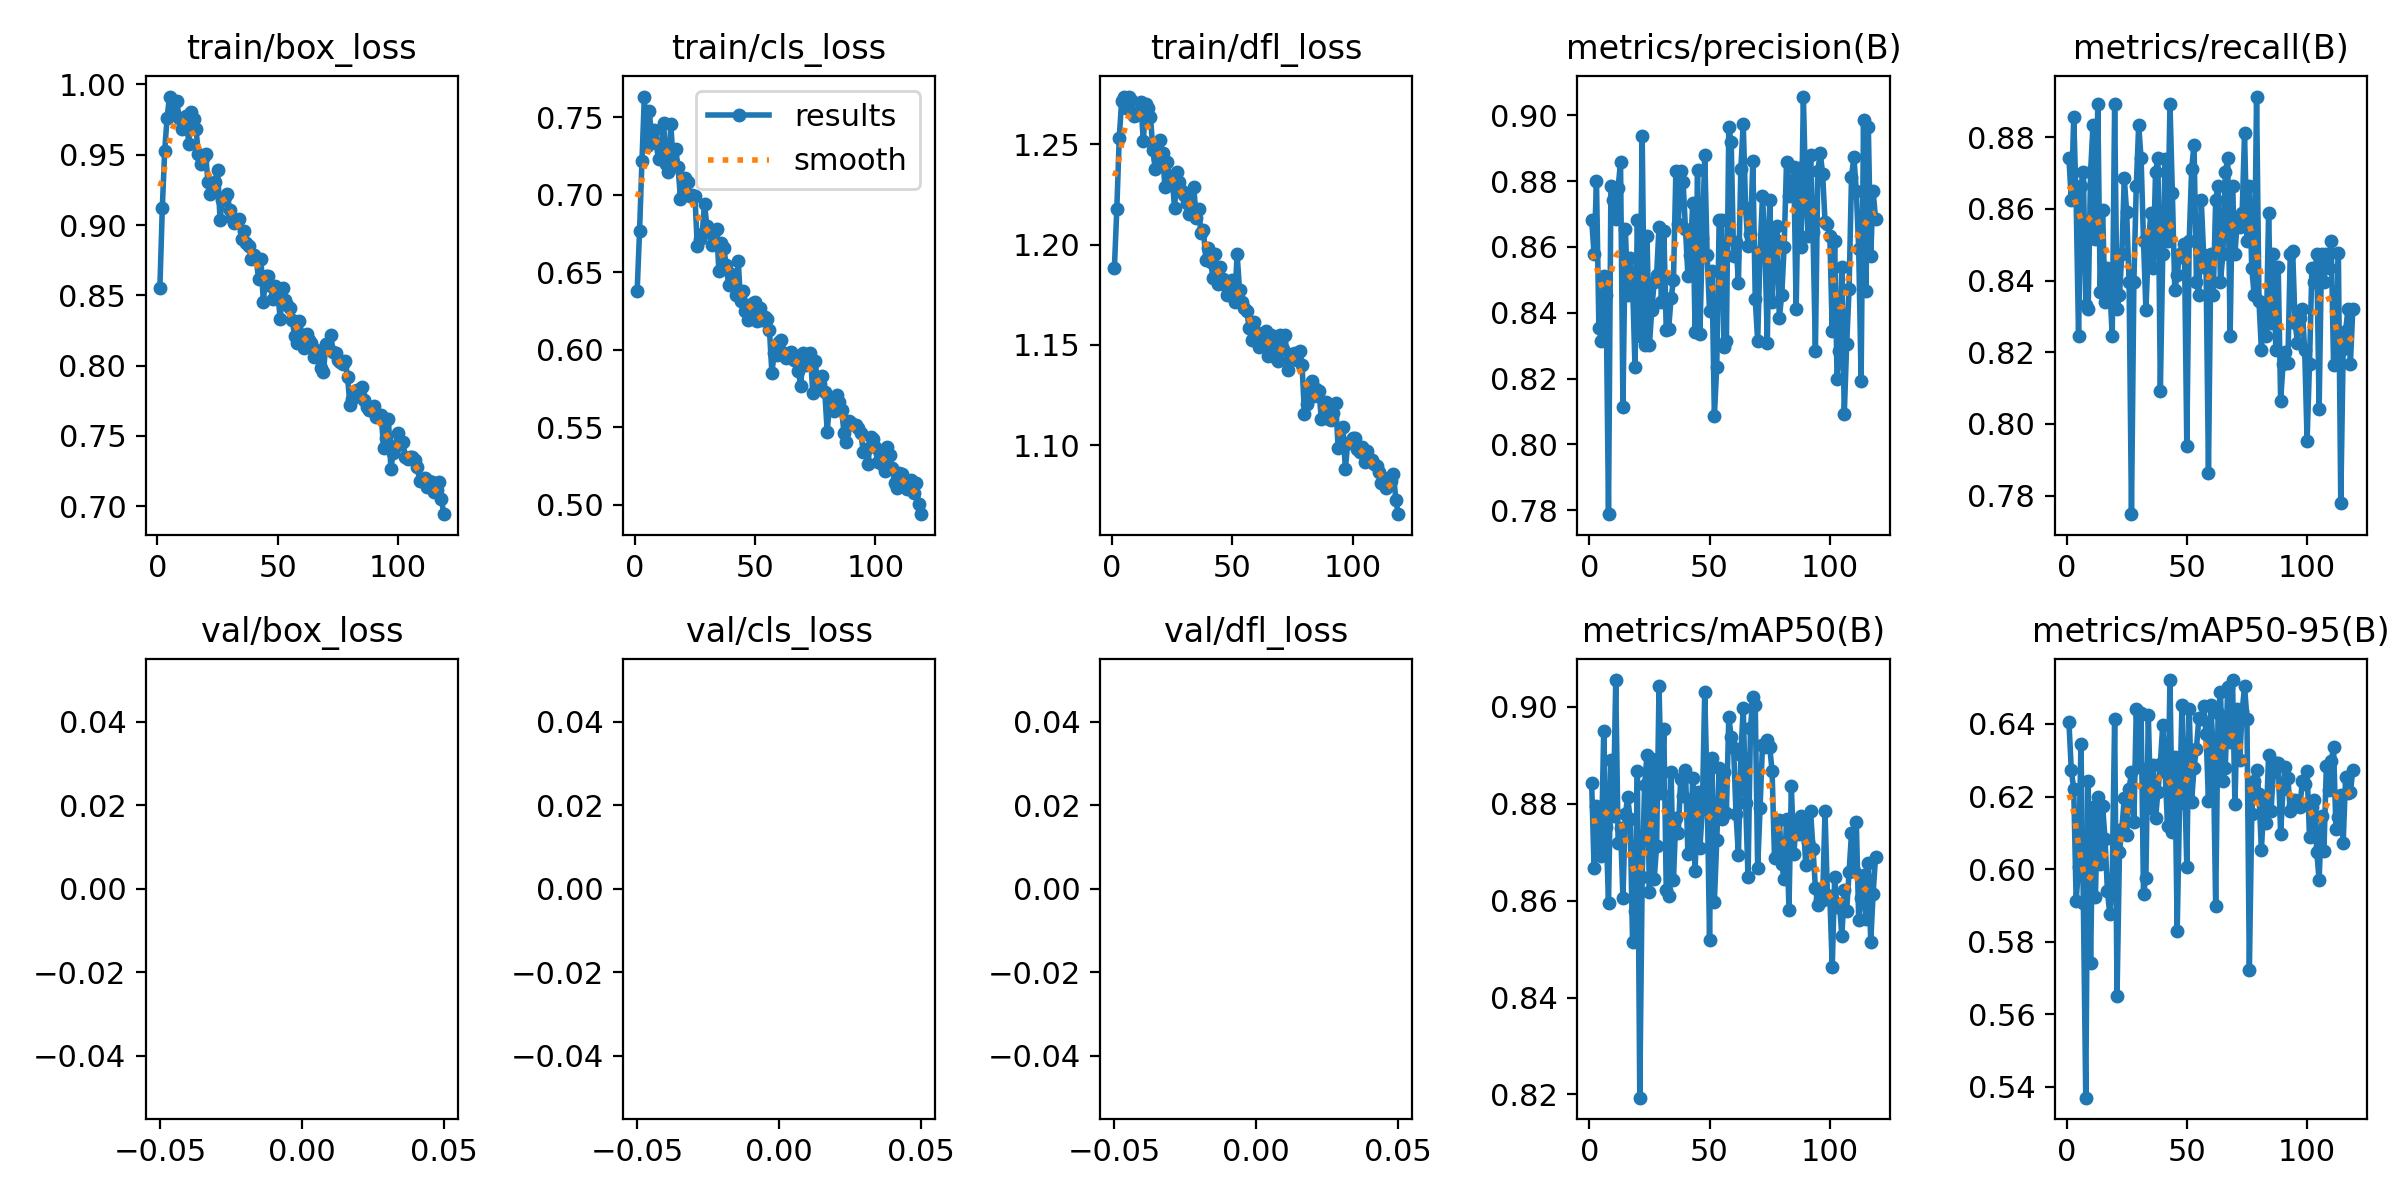 train/box_loss
train/cls_loss
train/dfl_loss
metrics/precision(B)
metrics/recall(B)
1.00
0.95
0.90
0.85
0.80
0.75
0.70
0 50 100
0.75
0.70
0.65
0.60
0.55
0.50
results
smooth
0 50 100
1.25
1.20
1.15
1.10
0 50 100
0.90
0.88
0.86
0.84
0.82
0.80
0.78
0 50 100
0.88
0.86
0.84
0.82
0.80
0.78
0 50 100
val/box_loss
val/cls_loss
val/dfl_loss
metrics/mAP50(B)
metrics/mAP50-95(B)
0.04
0.02
0.00
−0.02
−0.04
−0.05 0.00 0.05
0.04
0.02
0.00
−0.02
−0.04
−0.05 0.00 0.05
0.04
0.02
0.00
−0.02
−0.04
−0.05 0.00 0.05
0.90
0.88
0.86
0.84
0.82
0 50 100
0.64
0.62
0.60
0.58
0.56
0.54
0 50 100